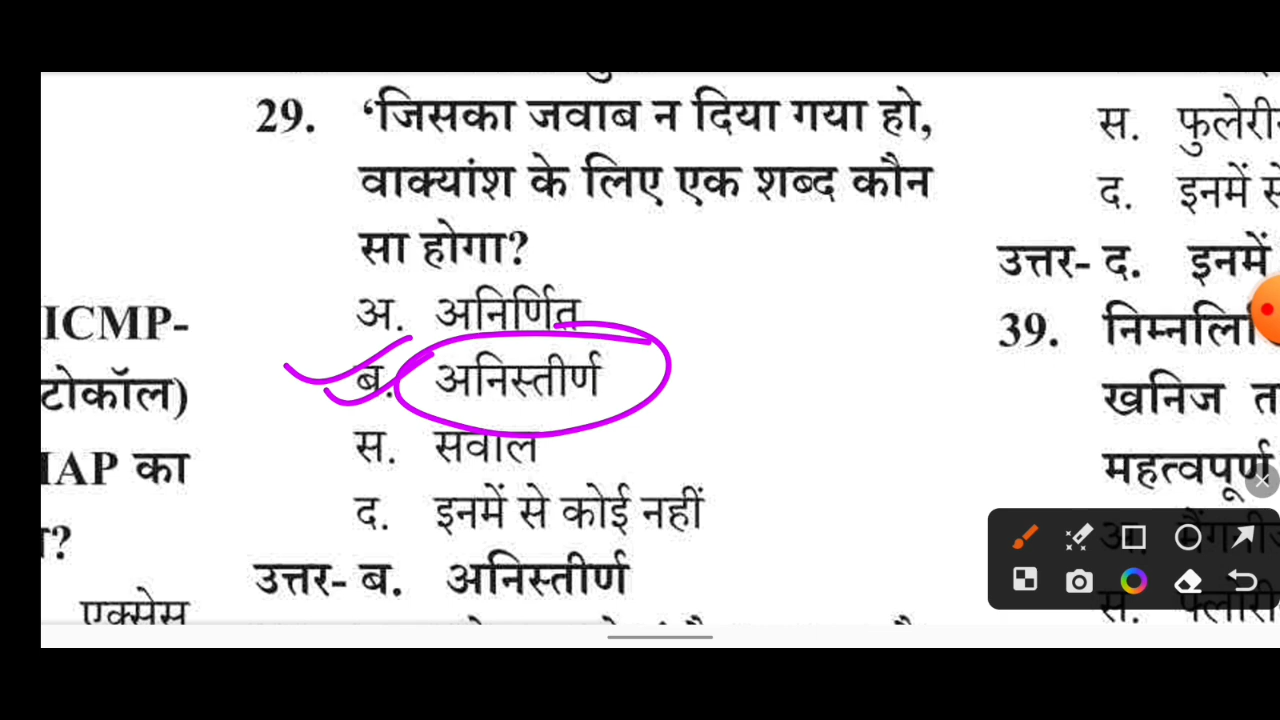 29. ‘जिसका जवाब न दिया गया हो,
वाक्यांश के लिए एक शब्द कौन
सा होगा?
अ. अनिर्णित
ब. अनिस्तीर्ण
स. सवाल
द. इनमें से कोई नहीं
उत्तर- ब. अनिस्तीर्ण
ICMP-
टोकॉल)
IAP का
एक्सेस
स. 
द. इनमें से
उत्तर- द. इनमें
39.
खनिज
महत्वपूर्ण